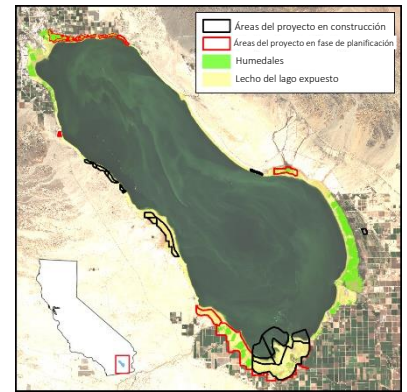 Áreas del proyecto en construcción
Áreas del proyecto en fase de planificación
Humedales
Lecho del lago expuesto